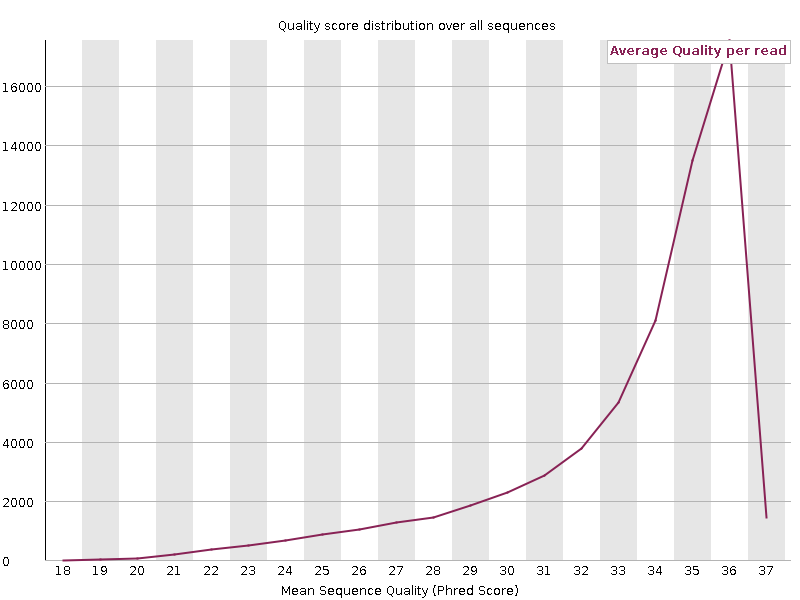 Quality score distribution over all sequences
Average Quality per read
16000
14000
12000
10000
8000
6000
4000
2000
0
18 19 20 21 22 23 24 25 26 27 28 29 30 31 32 33 34 35 36 37
Mean Sequence Quality (Phred Score)